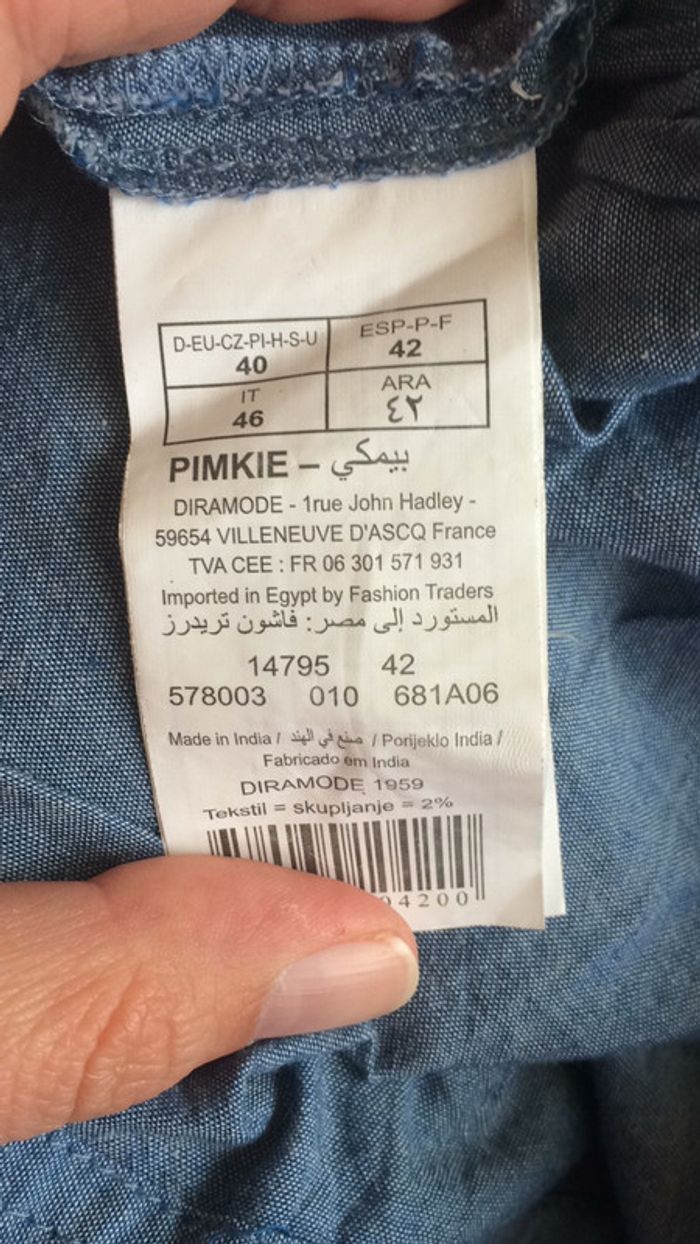 D-EU-CZ-PI-H-S-U
40
ESP-P-F
42
IT
46
ARA
٤٢
PIMKIE – بيمكي
DIRAMODE - 1rue John Hadley -
59654 VILLENEUVE D'ASCQ France
TVA CEE : FR 06 301 571 931
Imported in Egypt by Fashion Traders
المستورد إلى مصر: فاشون تريدرز
14795 42
578003 010 681A06
Made in India / صنع في الهند / Porijeklo India /
Fabricado em India
DIRAMODE 1959
Tekstil = skupljanje = 2%
4200